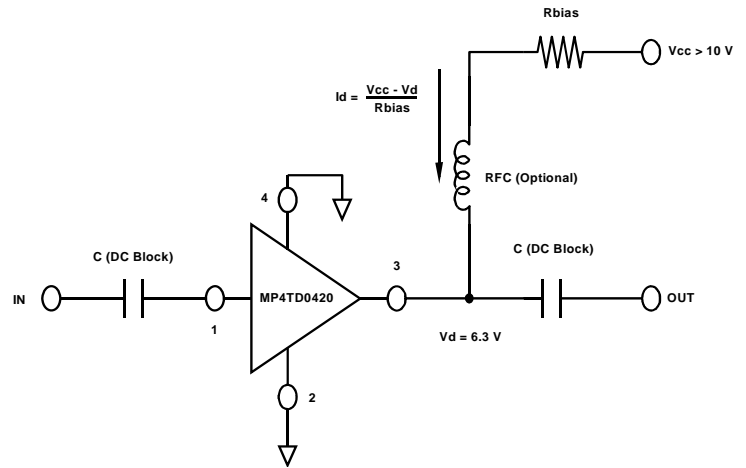 Rbias
Vcc > 10 V
Id = Vcc - Vd
Rbias
RFC (Optional)
4
C (DC Block)
3
C (DC Block)
IN
MP4TD0420
OUT
1
Vd = 6.3 V
2